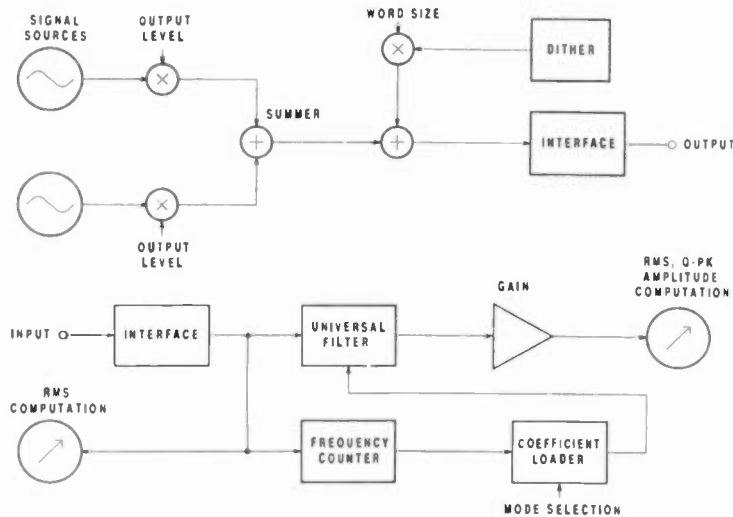 SIGNAL
SOURCES
OUTPUT
LEVEL
WORD SIZE
DITHER
SUMMER
INTERFACE
OUTPUT
OUTPUT
LEVEL
RMS, Q-PK
AMPLITUDE
COMPUTATION
GAIN
INPUT
INTERFACE
UNIVERSAL
FILTER
RMS
COMPUTATION
FREQUENCY
COUNTER
COEFFICIENT
LOADER
MODE SELECTION